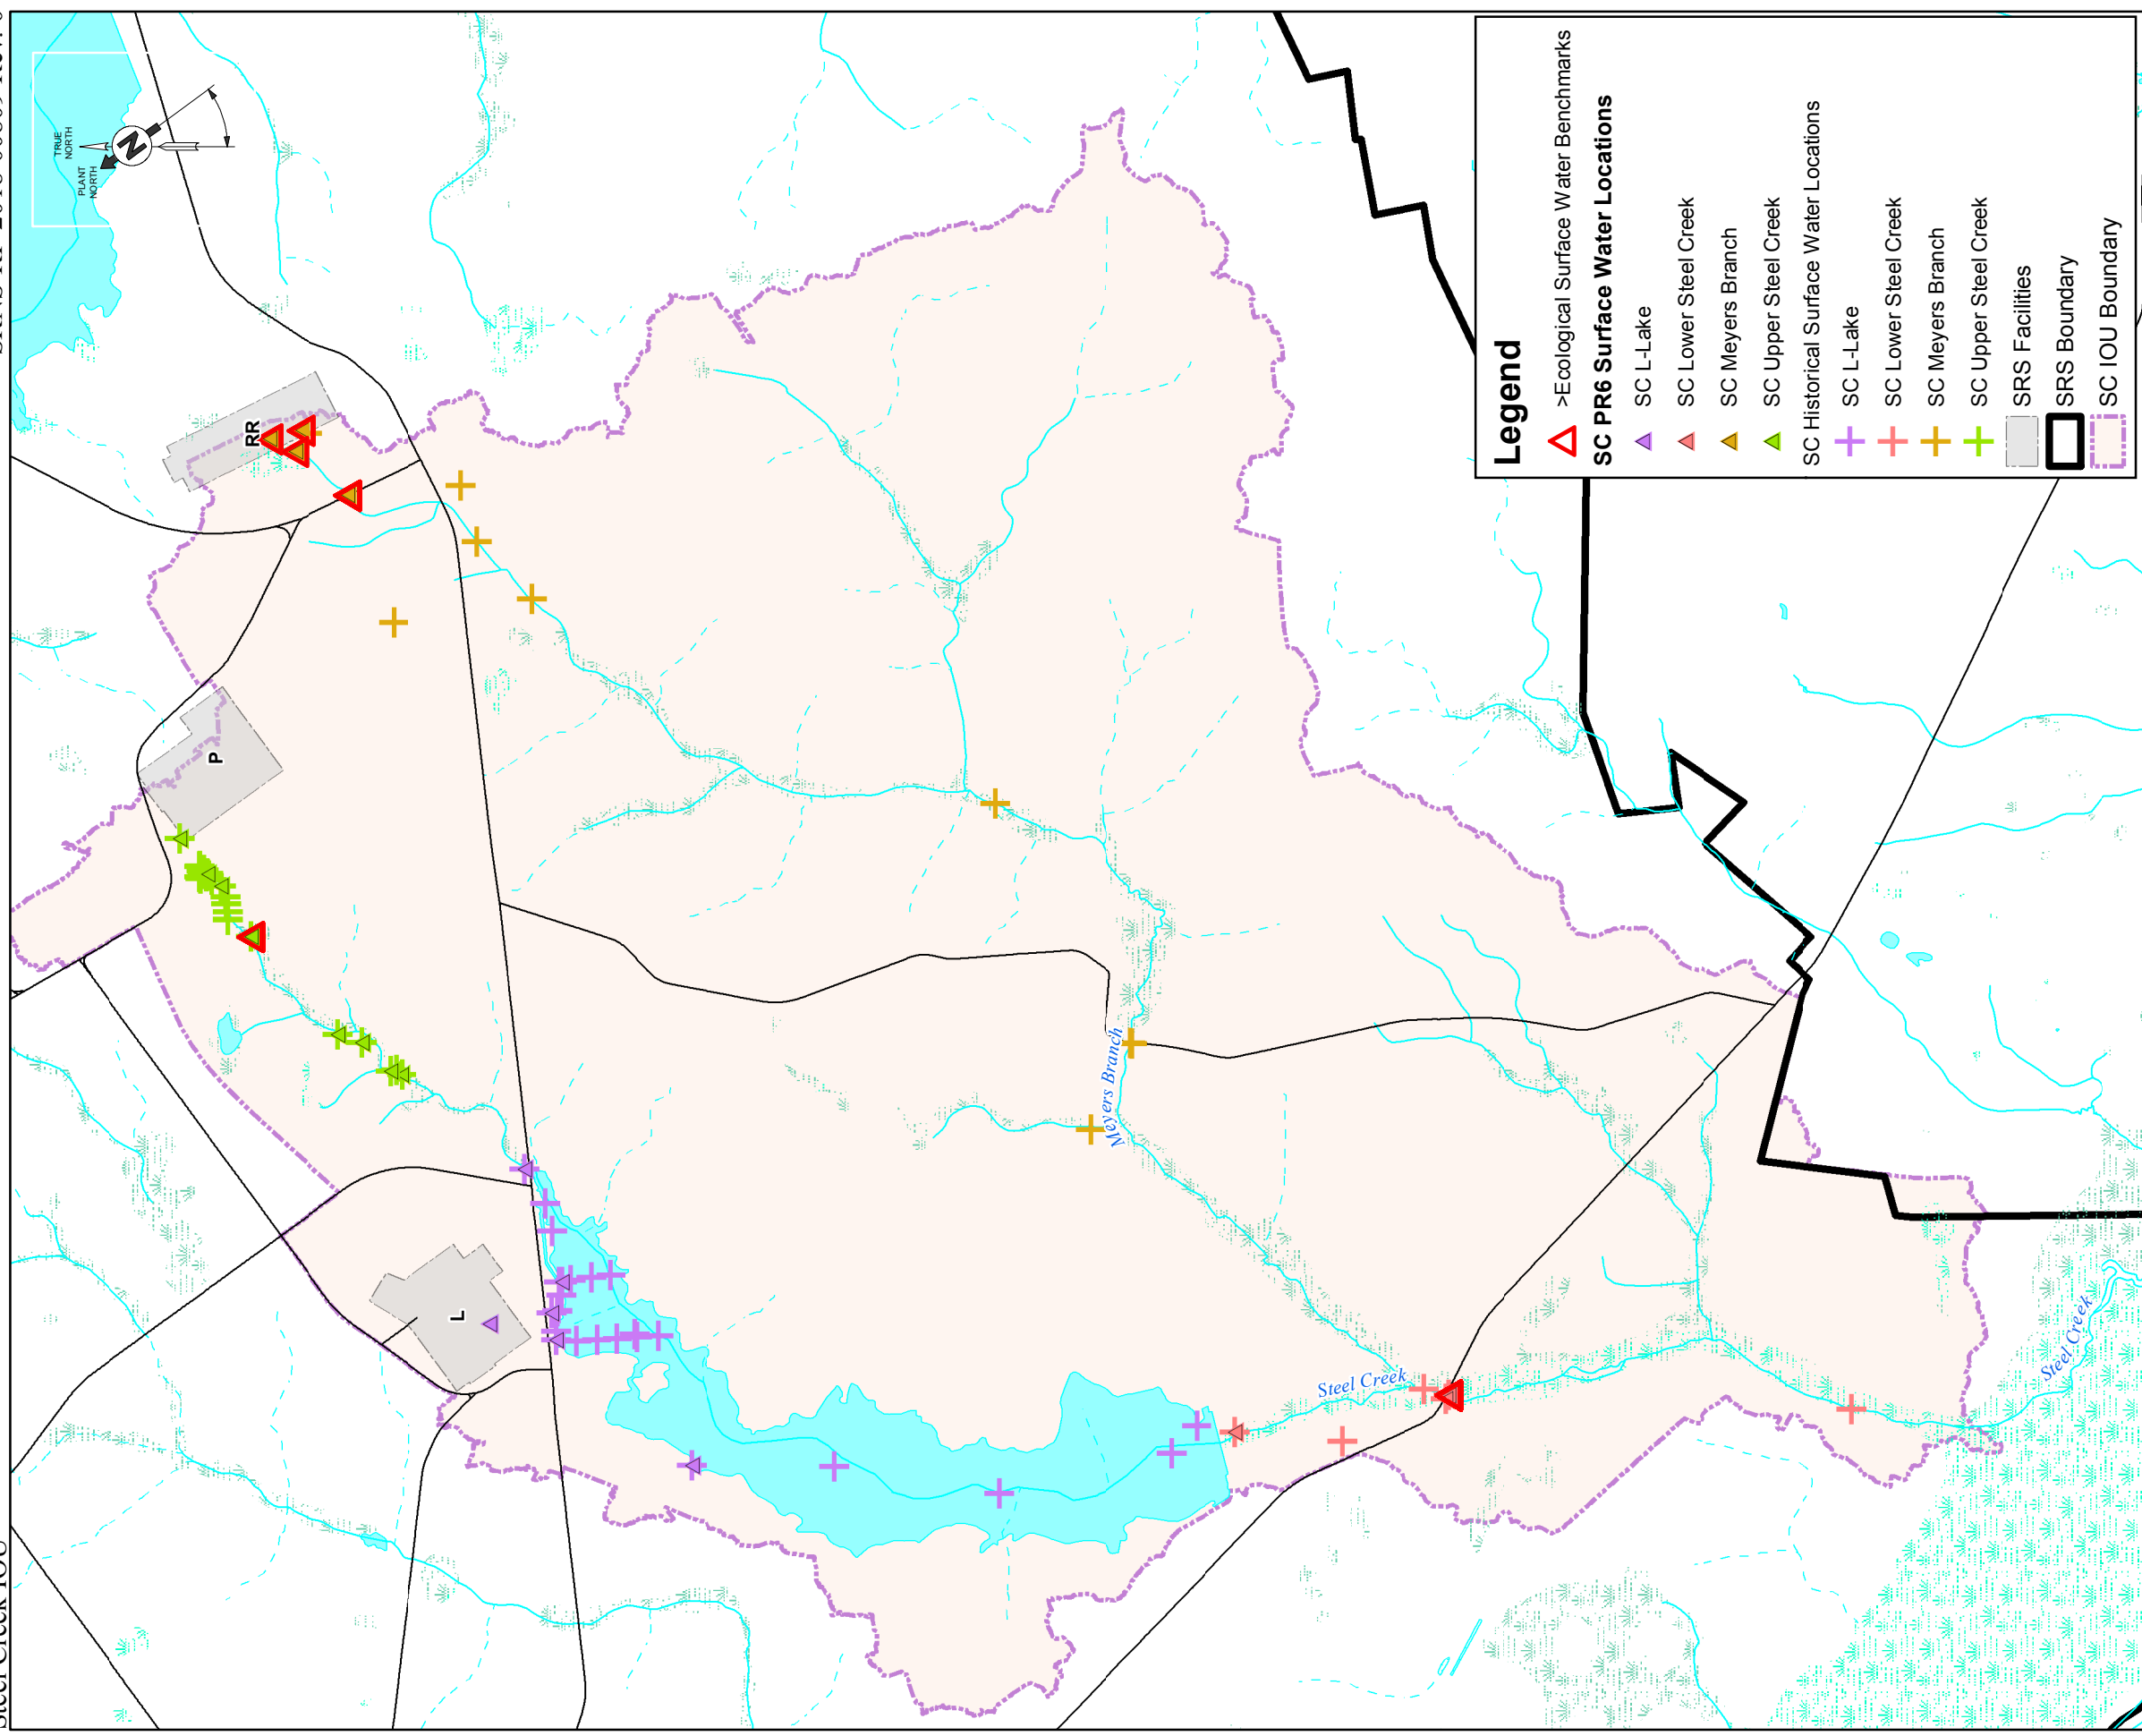 Steel Creek IOU
TRUE
NORTH
PLANT
NORTH
N
RR
P
L
Meyers Branch
Steel Creek
Steel Creek
Legend
>Ecological Surface Water Benchmarks
SC PR6 Surface Water Locations
SC L-Lake
SC Lower Steel Creek
SC Meyers Branch
SC Upper Steel Creek
SC Historical Surface Water Locations
SC L-Lake
SC Lower Steel Creek
SC Meyers Branch
SC Upper Steel Creek
SRS Facilities
SRS Boundary
SC IOU Boundary